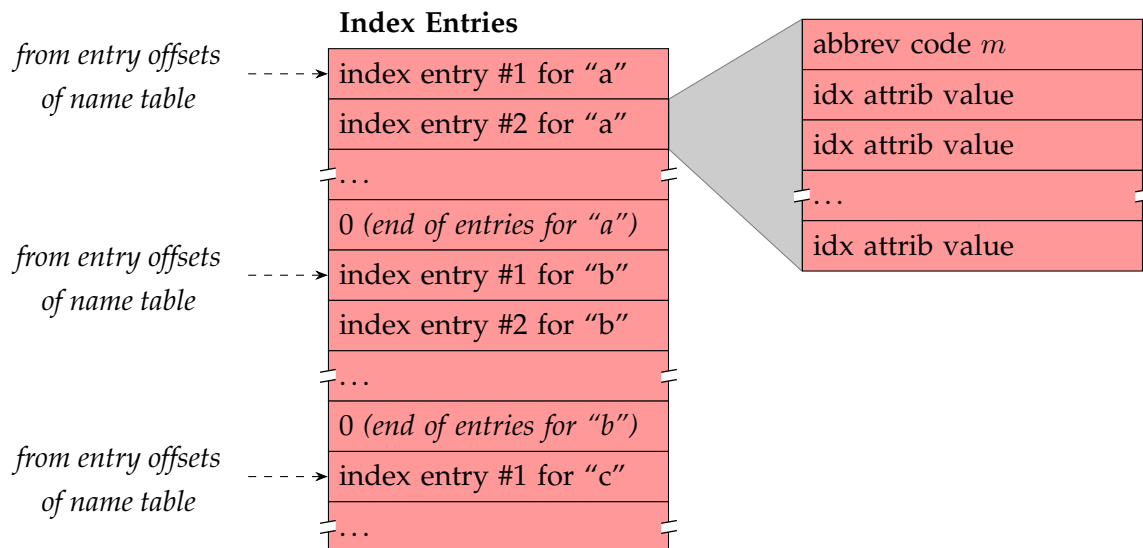 Index Entries
from entry offsets
of name table
index entry #1 for “a”
index entry #2 for “a”
. . .
0 (end of entries for “a”)
from entry offsets
of name table
index entry #1 for “b”
index entry #2 for “b”
. . .
0 (end of entries for “b”)
from entry offsets
of name table
index entry #1 for “c”
. . .
abbrev code m
idx attrib value
idx attrib value
. . .
idx attrib value